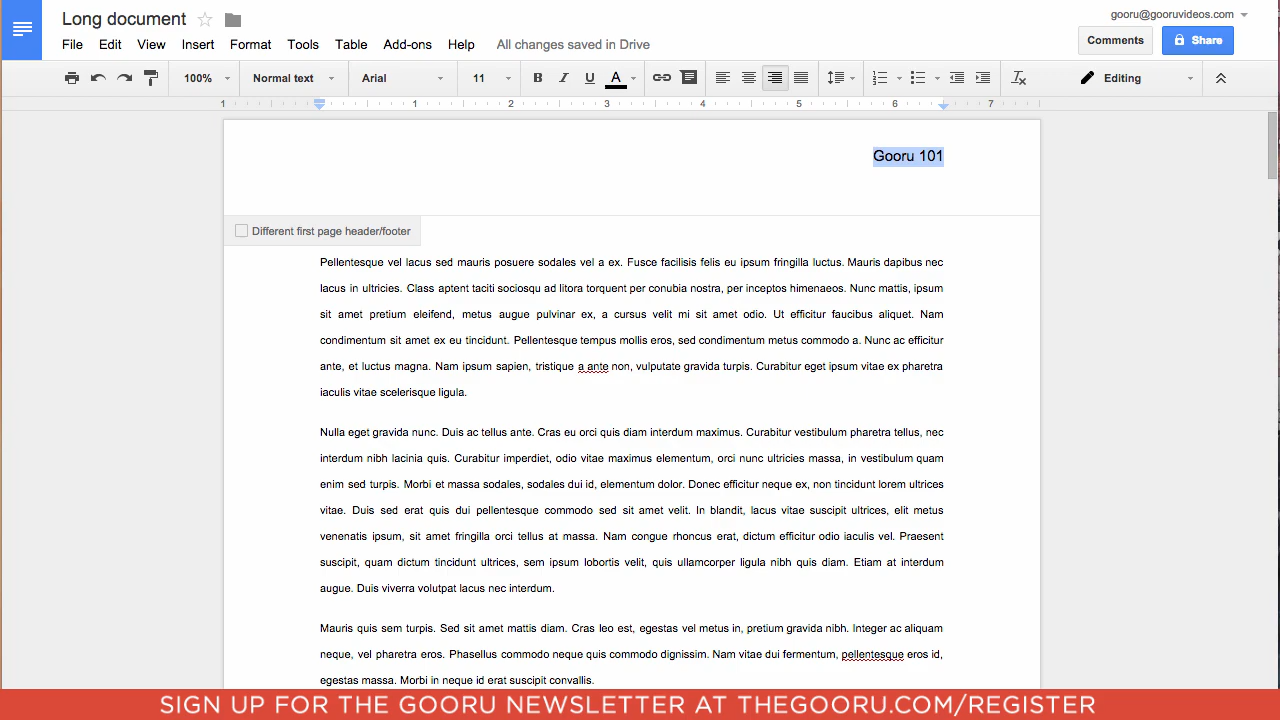 Long document
gooru@gooruvideos.com
File Edit View Insert Format Tools Table Add-ons Help All changes saved in Drive
Comments Share
100% Normal text Arial 11 B I U A Editing
1 1 2 3 4 5 6 7
Gooru 101
Different first page header/footer
Pellentesque vel lacus sed mauris posuere sodales vel a ex. Fusce facilisis felis eu ipsum fringilla luctus. Mauris dapibus nec
lacus in ultricies. Class aptent taciti sociosqu ad litora torquent per conubia nostra, per inceptos himenaeos. Nunc mattis, ipsum
sit amet pretium eleifend, metus augue pulvinar ex, a cursus velit mi sit amet odio. Ut efficitur faucibus aliquet. Nam
condimentum sit amet ex eu tincidunt. Pellentesque tempus mollis eros, sed condimentum metus commodo a. Nunc ac efficitur
ante, et luctus magna. Nam ipsum sapien, tristique a ante non, vulputate gravida turpis. Curabitur eget ipsum vitae ex pharetra
iaculis vitae scelerisque ligula.
Nulla eget gravida nunc. Duis ac tellus ante. Cras eu orci quis diam interdum maximus. Curabitur vestibulum pharetra tellus, nec
interdum nibh lacinia quis. Curabitur imperdiet, odio vitae maximus elementum, orci nunc ultricies massa, in vestibulum quam
enim sed turpis. Morbi et massa sodales, sodales dui id, elementum dolor. Donec efficitur neque ex, non tincidunt lorem ultrices
vitae. Duis sed erat quis dui pellentesque commodo sed sit amet velit. In blandit, lacus vitae suscipit ultrices, elit metus
venenatis ipsum, sit amet fringilla orci tellus at massa. Nam congue rhoncus erat, dictum efficitur odio iaculis vel. Praesent
suscipit, quam dictum tincidunt ultrices, sem ipsum lobortis velit, quis ullamcorper ligula nibh quis diam. Etiam at interdum
augue. Duis viverra volutpat lacus nec interdum.
Mauris quis sem turpis. Sed sit amet mattis diam. Cras leo est, egestas vel metus in, pretium gravida nibh. Integer ac aliquam
neque, vel pharetra eros. Phasellus commodo neque quis commodo dignissim. Nam vitae dui fermentum, pellentesque eros id,
egestas massa. Morbi in neque id erat suscipit convallis.
SIGN UP FOR THE GOORU NEWSLETTER AT THEGOORU.COM/REGISTER